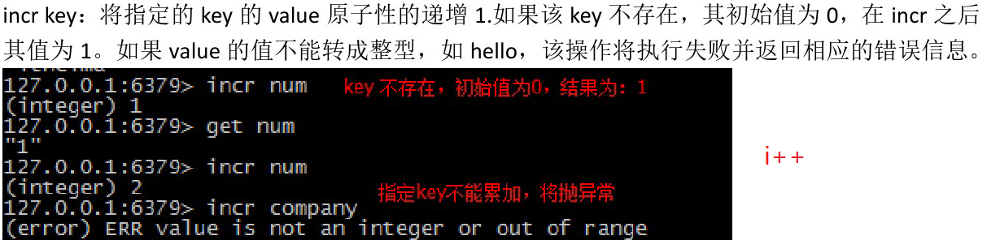 incr key：将指定的 key 的 value 原子性的递增 1.如果该 key 不存在，其初始值为 0，在 incr 之后
其值为 1。如果 value 的值不能转成整型，如 hello，该操作将执行失败并返回相应的错误信息。
127.0.0.1:6379> incr num key 不存在，初始值为0，结果为：1
(integer) 1
127.0.0.1:6379> get num
"1"
i++
127.0.0.1:6379> incr num
(integer) 2 指定key不能累加，将抛异常
127.0.0.1:6379> incr company
(error) ERR value is not an integer or out of range